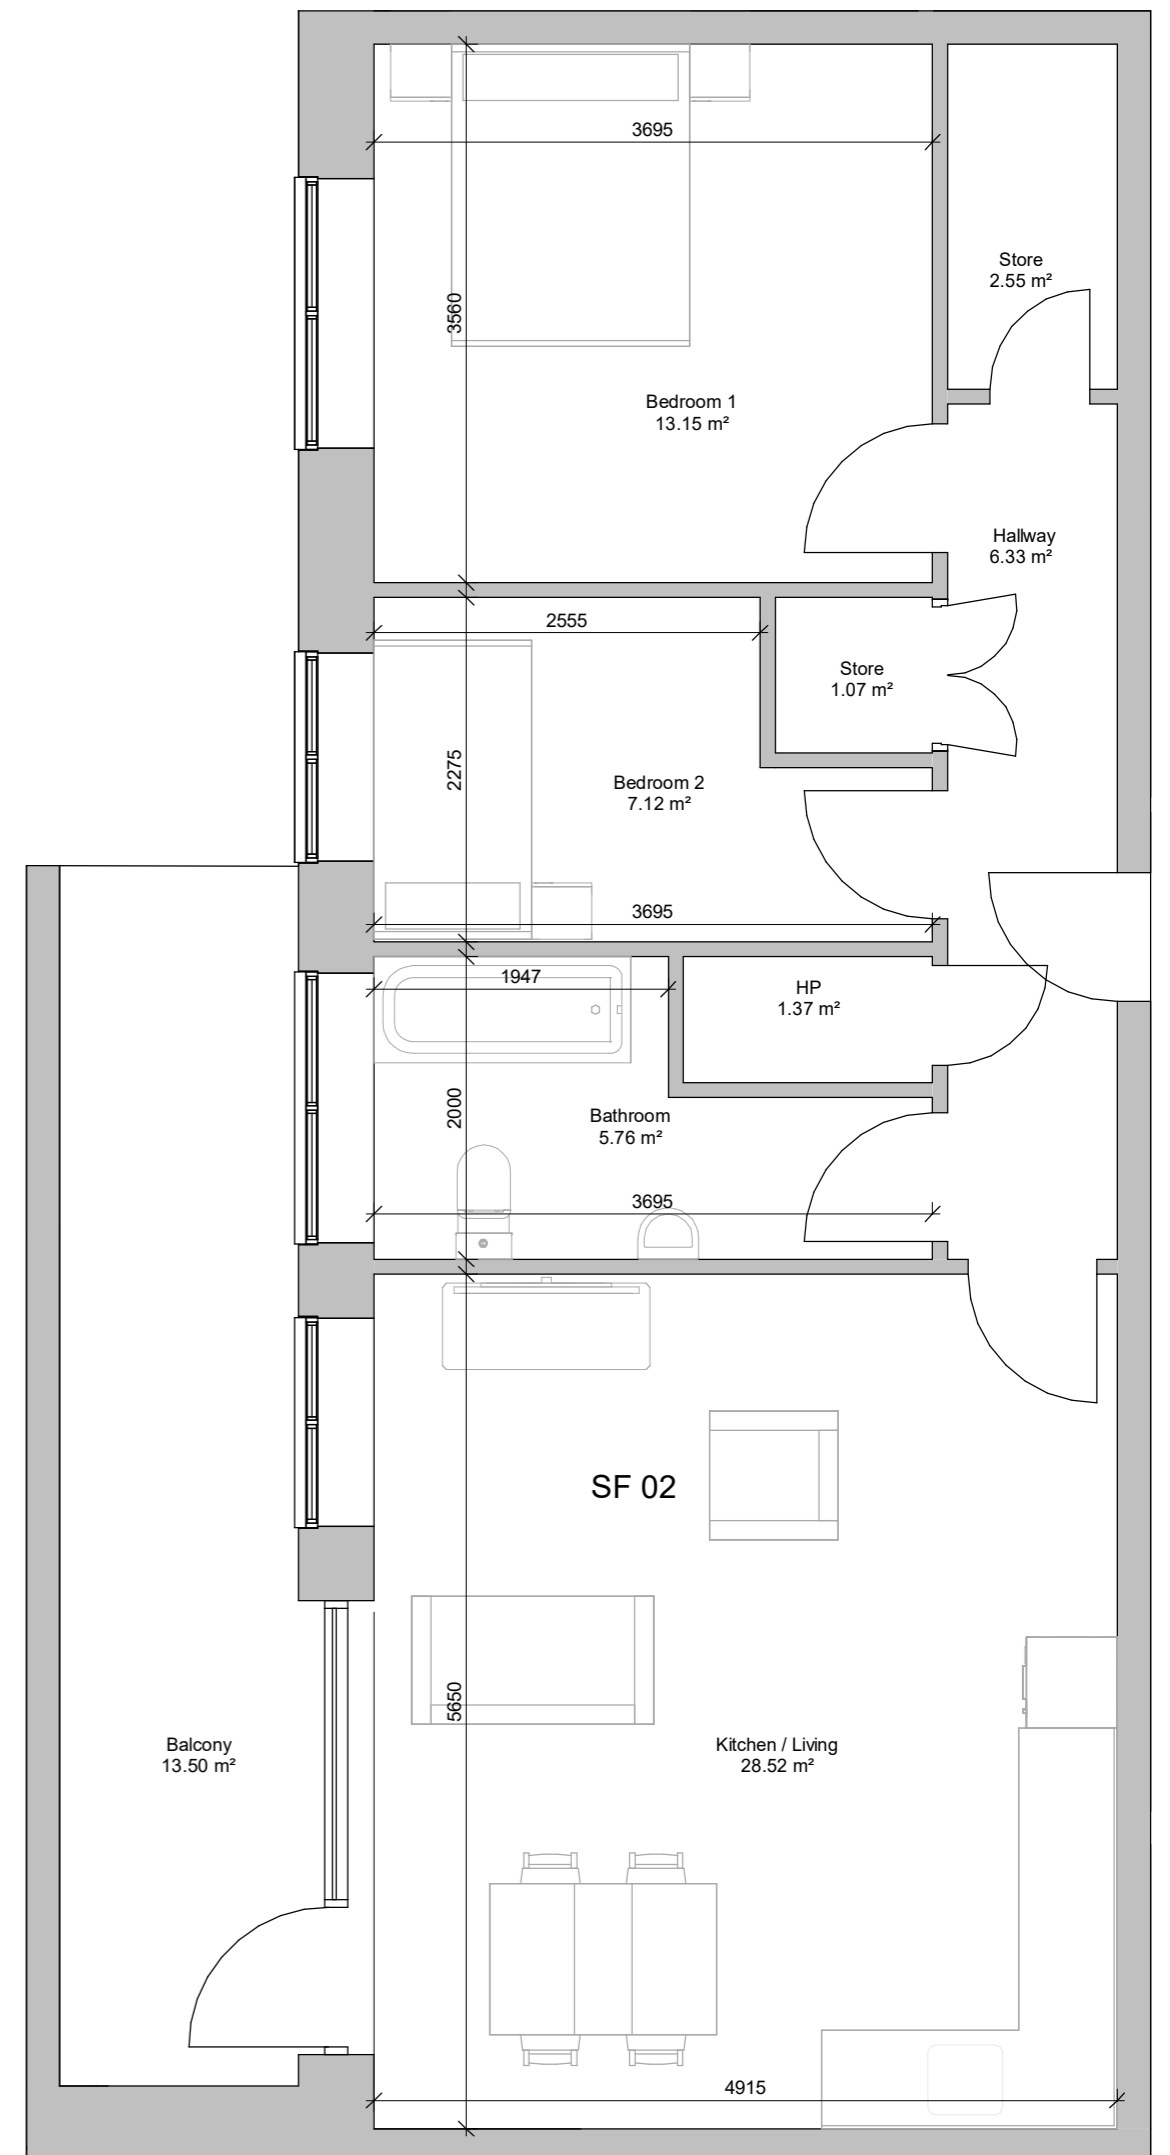 3695
Store
2.55 m²
3560
Bedroom 1
13.15 m²
Hallway
6.33 m²
2555
Store
1.07 m²
2275
Bedroom 2
7.12 m²
3695
1947
HP
1.37 m²
2000
Bathroom
5.76 m²
3695
SF 02
5650
Balcony
13.50 m²
Kitchen / Living
28.52 m²
4915